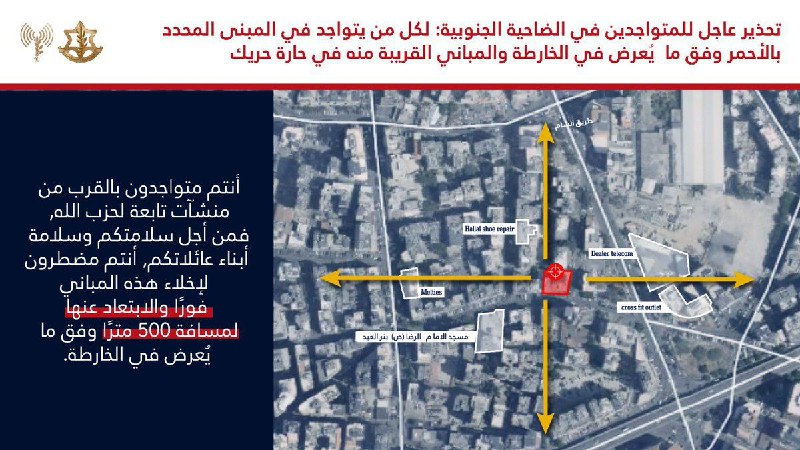 تحذير عاجل للمتواجدين في الضاحية الجنوبية: لكل من يتواجد في المبنى المحدد
بالأحمر وفق ما يُعرض في الخارطة والمباني القريبة منه في حارة حريك
أنتم متواجدون بالقرب من
منشآت تابعة لحزب الله,
فمن أجل سلامتكم وسلامة
أبناء عائلاتكم, أنتم مضطرون
لإخلاء هذه المباني
فورًا والابتعاد عنها
لمسافة 500 مترًا وفق ما
يُعرض في الخارطة.
طريق الشام
Hallal shoe repair
Dealec telecom
Matties
cross fit outlet
مسجد الامام الرضا (ص) بئر العبد